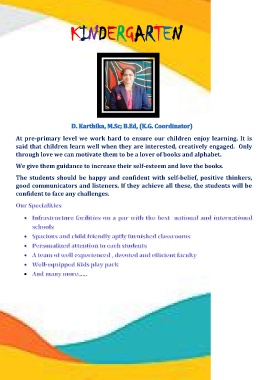 KINDERGARTEN
D. Karthika, M.Sc; B.Ed, (K.G. Coordinator)
At pre-primary level we work hard to ensure our children enjoy learning. It is
said that children learn well when they are interested, creatively engaged. Only
through love we can motivate them to be a lover of books and alphabet.
We give them guidance to increase their self-esteem and love the books.
The students should be happy and confident with self-belief, positive thinkers,
good communicators and listeners. If they achieve all these, the students will be
confident to face any challenges.
Our Specialities
• Infrastructure facilities on a par with the best national and international
schools
• Spacious and child friendly aptly furnished classrooms
• Personalized attention to each students
• A team of well experienced , devoted and efficient faculty
• Well-equipped Kids play park
• And many more.....